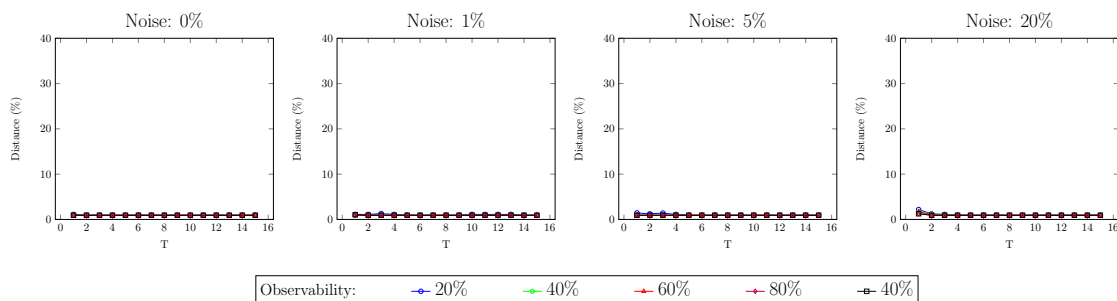 Noise: 0% Noise: 1% Noise: 5% Noise: 20%
40 40 40 40
30 30 30 30
20 20 20 20
10 10 10 10
0 0 0 0
Distance (%) Distance (%) Distance (%) Distance (%)
0 2 4 6 8 10 12 14 16 0 2 4 6 8 10 12 14 16 0 2 4 6 8 10 12 14 16 0 2 4 6 8 10 12 14 16
T T T T
Observability: 20% 40% 60% 80% 40%